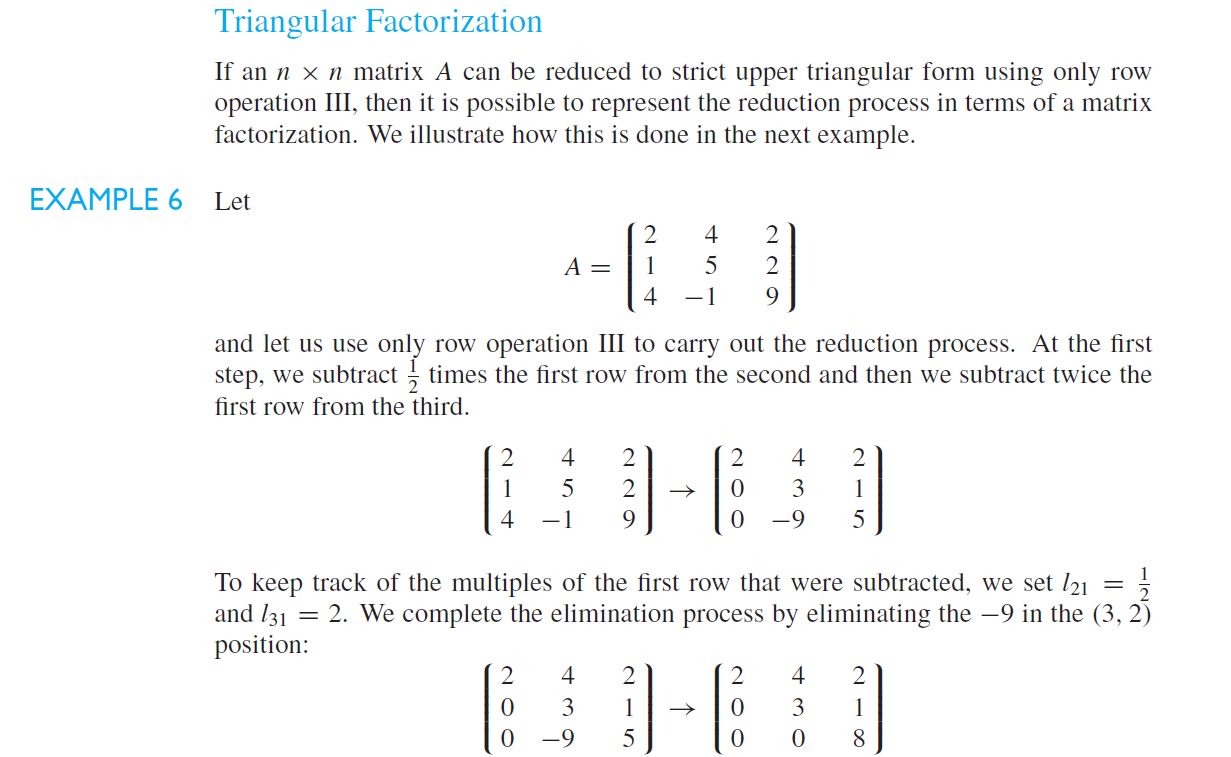 Triangular Factorization
If an n × n matrix A can be reduced to strict upper triangular form using only row
operation III, then it is possible to represent the reduction process in terms of a matrix
factorization. We illustrate how this is done in the next example.
EXAMPLE 6 Let
2 4 2
A = 1 5 2
4 −1 9
and let us use only row operation III to carry out the reduction process. At the first
step, we subtract 1/2 times the first row from the second and then we subtract twice the
first row from the third.
2 4 2 2 4 2
1 5 2 → 0 3 1
4 −1 9 0 −9 5
To keep track of the multiples of the first row that were subtracted, we set l21 = 1/2
and l31 = 2. We complete the elimination process by eliminating the −9 in the (3, 2)
position:
2 4 2 2 4 2
0 3 1 → 0 3 1
0 −9 5 0 0 8